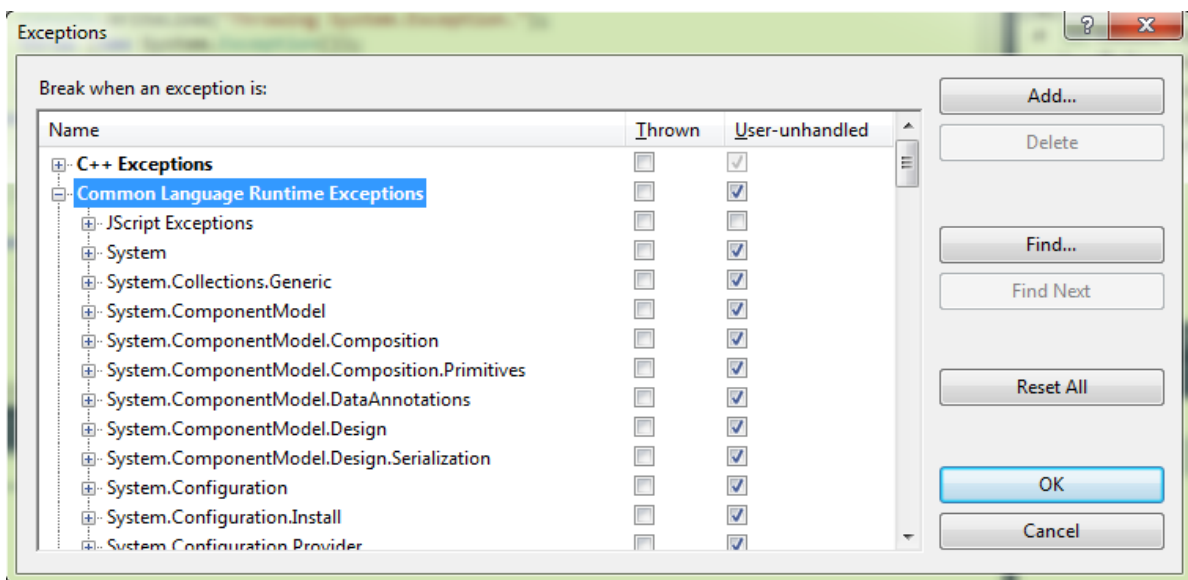 Exceptions
Break when an exception is:
Name Thrown User-unhandled
C++ Exceptions
Common Language Runtime Exceptions
JScript Exceptions
System
System.Collections.Generic
System.ComponentModel
System.ComponentModel.Composition
System.ComponentModel.Composition.Primitives
System.ComponentModel.DataAnnotations
System.ComponentModel.Design
System.ComponentModel.Design.Serialization
System.Configuration
System.Configuration.Install
System.Configuration.Provider
Add...
Delete
Find...
Find Next
Reset All
OK
Cancel